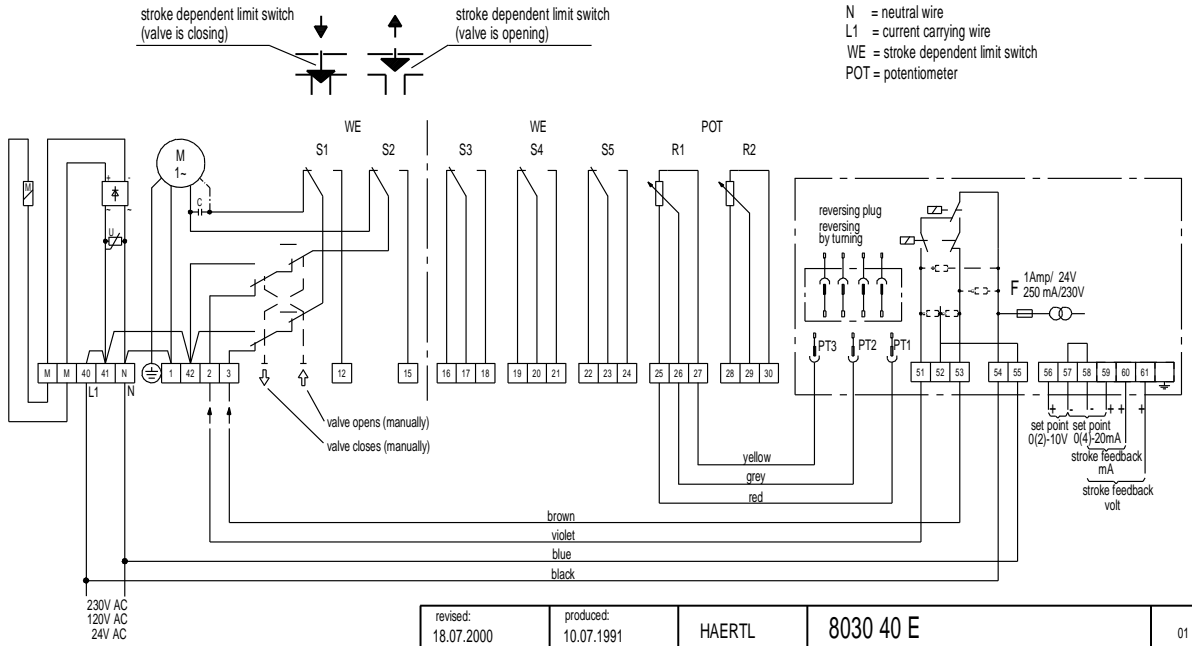 stroke dependent limit switch
(valve is closing)
stroke dependent limit switch
(valve is opening)
N = neutral wire
L1 = current carrying wire
WE = stroke dependent limit switch
POT = potentiometer
WE
WE
POT
M
1~
S1
S2
S3
S4
S5
R1
R2
M
+
-
~
~
U
C
reversing plug
reversing
by turning
F
1Amp/ 24V
250 mA/230V
PT3
PT2
PT1
M
M
40
41
N
1
42
2
3
12
15
16
17
18
19
20
21
22
23
24
25
26
27
28
29
30
51
52
53
54
55
56
57
58
59
60
61
L1
N
+
-
-
+
+
+
set point
0(2)-10V
set point
0(4)-20mA
stroke feedback
mA
stroke feedback
volt
valve opens (manually)
valve closes (manually)
yellow
grey
red
brown
violet
blue
black
230V AC
120V AC
24V AC
revised:
18.07.2000
produced:
10.07.1991
HAERTL
8030 40 E
01